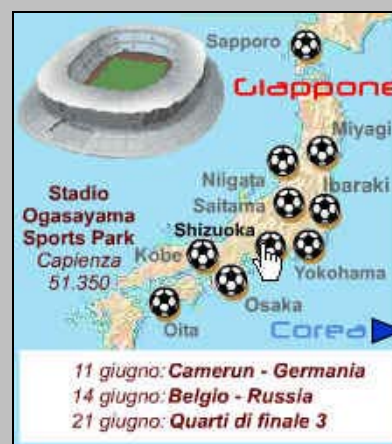 Sapporo
Giappone
Miyagi
Niigata
Ibaraki
Saitama
Stadio
Ogasayama
Sports Park
Capienza
51.350
Shizuoka
Kobe
Yokohama
Osaka
Oita
Corea
11 giugno: Camerun - Germania
14 giugno: Belgio - Russia
21 giugno: Quarti di finale 3